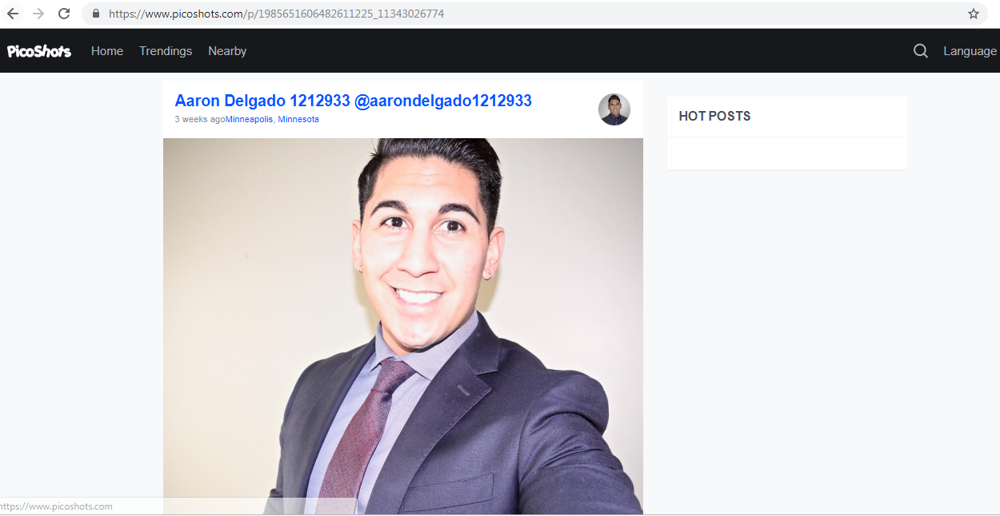 https://www.picoshots.com/p/1985651606482611225_11343026774
PicoShots Home Trendings Nearby Language
Aaron Delgado 1212933 @aarondelgado1212933
3 weeks agoMinneapolis, Minnesota
HOT POSTS
https://www.picoshots.com